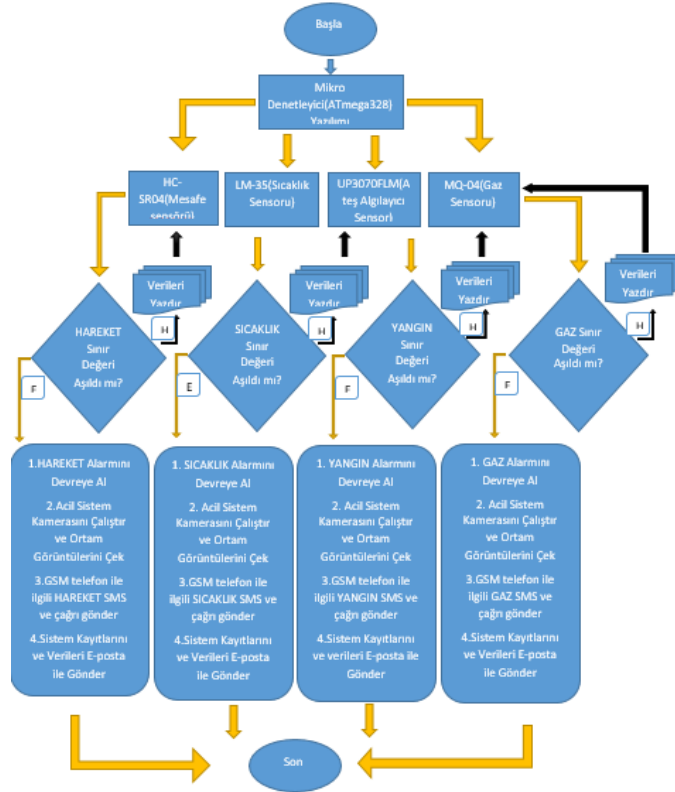 Başla
Mikro
Denetleyici(ATmega328)
Yazılımı
HC-
SR04(Mesafe
sensörü)
LM-35(Sıcaklık
Sensoru)
UP3070FLM(A
teş Algılayıcı
Sensor)
MQ-04(Gaz
Sensoru)
Verileri
Yazdır
Verileri
Yazdır
Verileri
Yazdır
Verileri
Yazdır
H
H
H
H
HAREKET
Sınır
Değeri
Aşıldı mı?
SICAKLIK
Sınır
Değeri
Aşıldı mı?
YANGIN
Sınır
Değeri
Aşıldı mı?
GAZ Sınır
Değeri
Aşıldı mı?
F
E
F
F
1.HAREKET Alarmını
Devreye Al
2.Acil Sistem
Kamerasını Çalıştır
ve Ortam
Görüntülerini Çek
3.GSM telefon ile
ilgili HAREKET SMS
ve çağrı gönder
4.Sistem Kayıtlarını
ve Verileri E-posta
ile Gönder
1. SICAKLIK Alarmını
Devreye Al
2. Acil Sistem
Kamerasını Çalıştır
ve Ortam
Görüntülerini Çek
3.GSM telefon ile
ilgili SICAKLIK SMS ve
çağrı gönder
4.Sistem Kayıtlarını
ve Verileri E-posta
ile Gönder
1. YANGIN Alarmını
Devreye Al
2. Acil Sistem
Kamerasını Çalıştır
ve Ortam
Görüntülerini Çek
3.GSM telefon ile
ilgili YANGIN SMS ve
çağrı gönder
4.Sistem Kayıtlarını
ve verileri E-posta ile
Gönder
1. GAZ Alarmını
Devreye Al
2. Acil Sistem
Kamerasını Çalıştır
ve Ortam
Görüntülerini Çek
3.GSM telefon ile
ilgili GAZ SMS ve
çağrı gönder
4.Sistem Kayıtlarını
ve Verileri E-posta
ile Gönder
Son